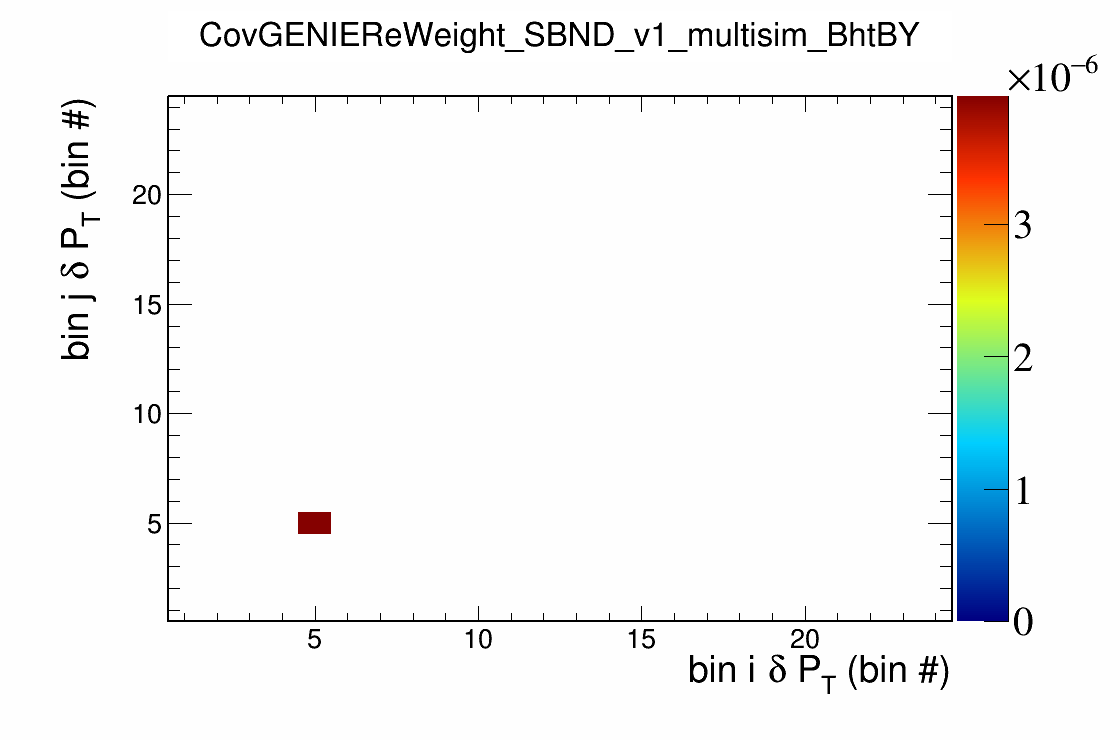 CovGENIEReWeight_SBND_v1_multisim_BhtBY
×10⁻⁶
bin j δ P_T (bin #)
20
15
10
5
3
2
1
0
5 10 15 20
bin i δ P_T (bin #)